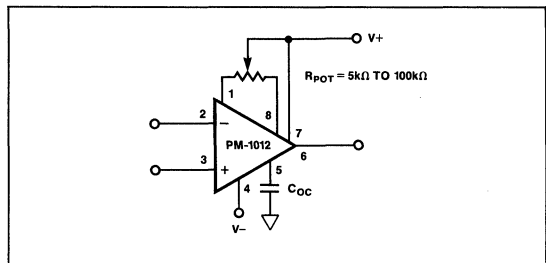 V+
R_POT = 5kΩ TO 100kΩ
1
8
2
−
7
PM-1012
6
3
+
5
4
C_OC
V−